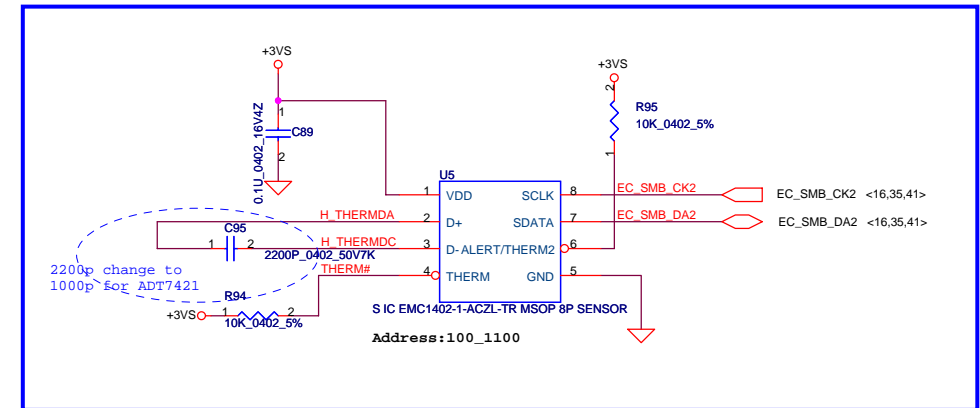 +3VS
+3VS
2
R95
10K_0402_5%
1
1
C89
0.1U_0402_16V4Z
2
U5
1 VDD SCLK 8 EC_SMB_CK2 EC_SMB_CK2 <16,35,41>
H_THERMDA 2 D+ SDATA 7 EC_SMB_DA2 EC_SMB_DA2 <16,35,41>
C95
1 2 H_THERMDC 3 D- ALERT/THERM2 6
2200P_0402_50V7K
2200p change to
1000p for ADT7421
THERM# 4 THERM GND 5
R94
+3VS 1 2
10K_0402_5%
S IC EMC1402-1-ACZL-TR MSOP 8P SENSOR
Address:100_1100